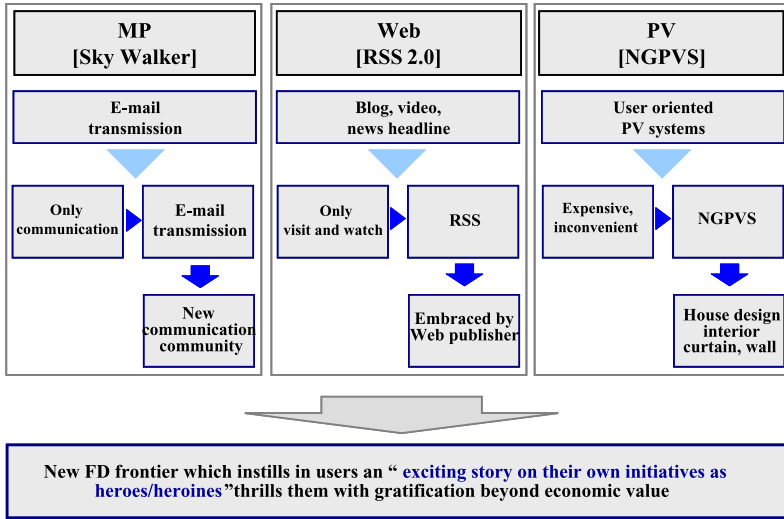 MP
[Sky Walker]
E-mail
transmission
Only
communication
E-mail
transmission
New
communication
community
Web
[RSS 2.0]
Blog, video,
news headline
Only
visit and watch
RSS
Embraced by
Web publisher
PV
[NGPVS]
User oriented
PV systems
Expensive,
inconvenient
NGPVS
House design
interior
curtain, wall
New FD frontier which instills in users an “ exciting story on their own initiatives as
heroes/heroines ”thrills them with gratification beyond economic value